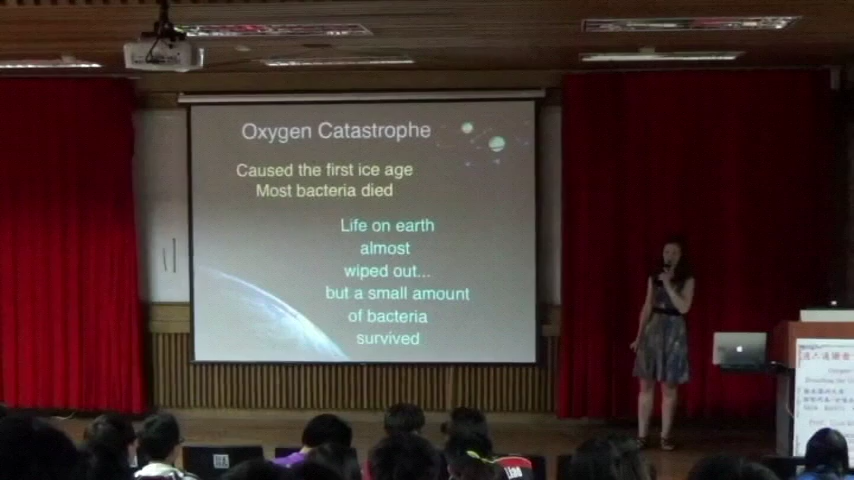 Oxygen Catastrophe
Caused the first ice age
Most bacteria died
Life on earth
almost
wiped out...
but a small amount
of bacteria
survived